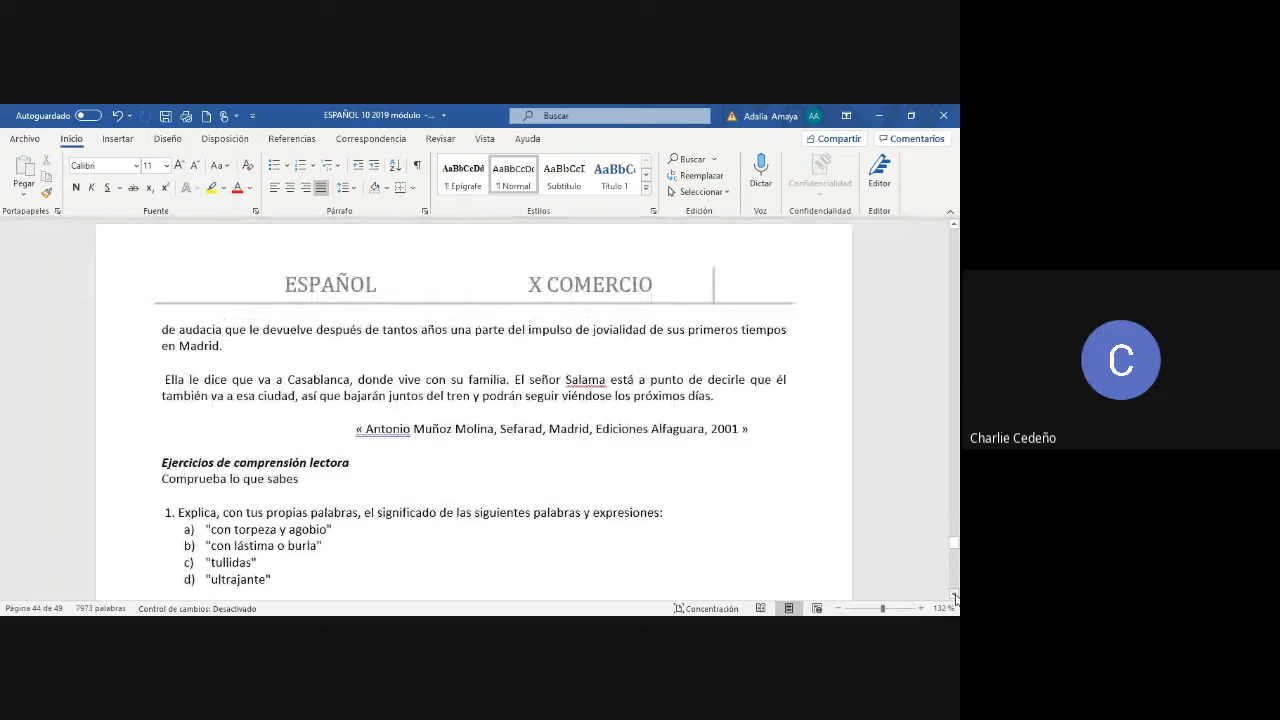 Autoguardado
ESPAÑOL 10 2019 módulo -...
Buscar
Adalia Amaya
AA
Archivo Inicio Insertar Diseño Disposición Referencias Correspondencia Revisar Vista Ayuda
Compartir
Comentarios
Pegar
Calibri
11
Aa
N K S ab x₂ x²
A A
AaBbCcDd AaBbCcDc AaBbCcI AaBbC
¶ Epígrafe ¶ Normal Subtítulo Título 1
Buscar
Reemplazar
Seleccionar
Dictar
Confidencialidad
Editor
Portapapeles Fuente Párrafo Estilos Edición Voz Confidencialidad Editor
ESPAÑOL X COMERCIO
de audacia que le devuelve después de tantos años una parte del impulso de jovialidad de sus primeros tiempos
en Madrid.
Ella le dice que va a Casablanca, donde vive con su familia. El señor Salama está a punto de decirle que él
también va a esa ciudad, así que bajarán juntos del tren y podrán seguir viéndose los próximos días.
« Antonio Muñoz Molina, Sefarad, Madrid, Ediciones Alfaguara, 2001 »
Ejercicios de comprensión lectora
Comprueba lo que sabes
1. Explica, con tus propias palabras, el significado de las siguientes palabras y expresiones:
a) "con torpeza y agobio"
b) "con lástima o burla"
c) "tullidas"
d) "ultrajante"
Página 44 de 49 7973 palabras Control de cambios: Desactivado
Concentración
132 %
C
Charlie Cedeño